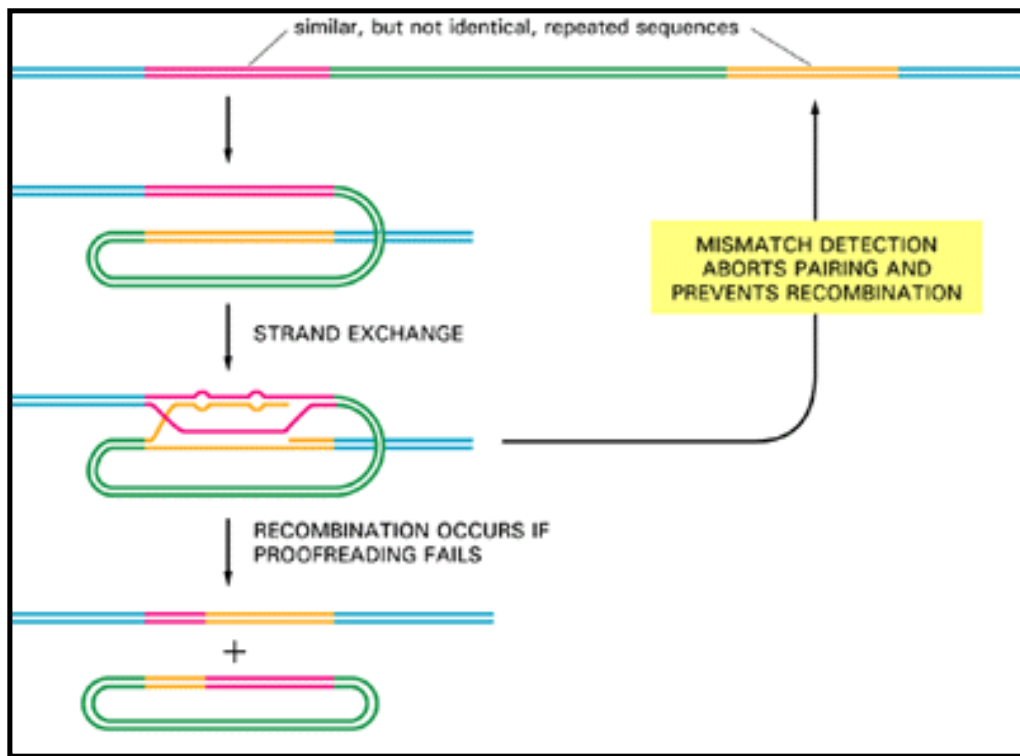 similar, but not identical, repeated sequences
STRAND EXCHANGE
MISMATCH DETECTION
ABORTS PAIRING AND
PREVENTS RECOMBINATION
RECOMBINATION OCCURS IF
PROOFREADING FAILS
+